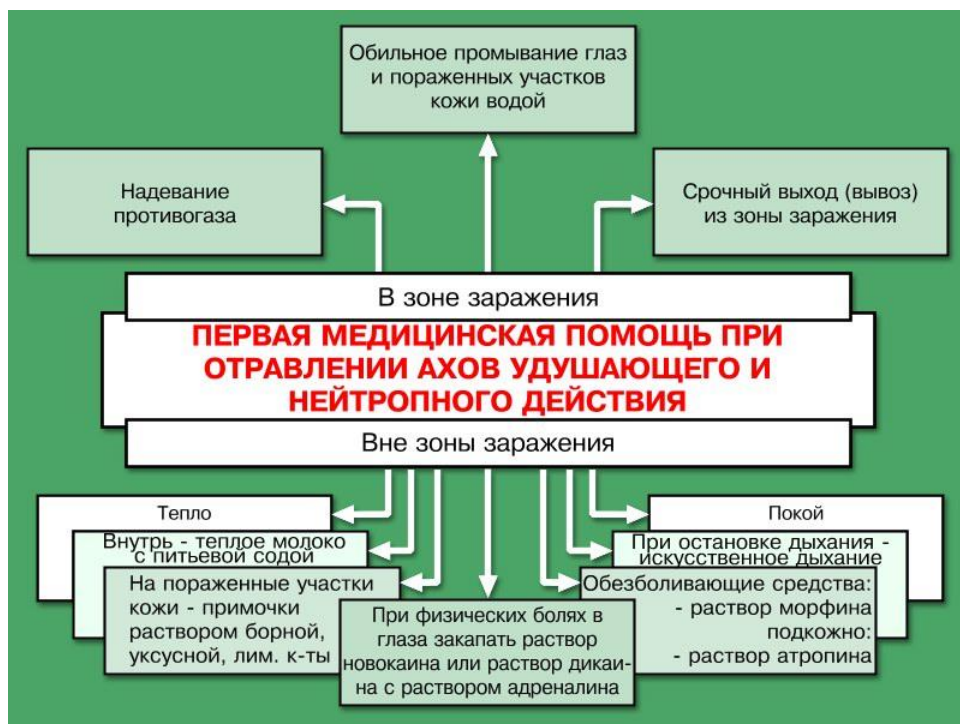 Обильное промывание глаз
и пораженных участков
кожи водой
Надевание
противогаза
Срочный выход (вывоз)
из зоны заражения
В зоне заражения
ПЕРВАЯ МЕДИЦИНСКАЯ ПОМОЩЬ ПРИ
ОТРАВЛЕНИИ АХОВ УДУШАЮЩЕГО И
НЕЙТРОПНОГО ДЕЙСТВИЯ
Вне зоны заражения
Тепло
Внутрь - теплое молоко
с питьевой содой
На пораженные участки
кожи - примочки
раствором борной,
уксусной, лим. к-ты
При физических болях в
глаза закапать раствор
новокаина или раствор дикаи-
на с раствором адреналина
Покой
При остановке дыхания -
искусственное дыхание
Обезболивающие средства:
- раствор морфина
подкожно:
- раствор атропина